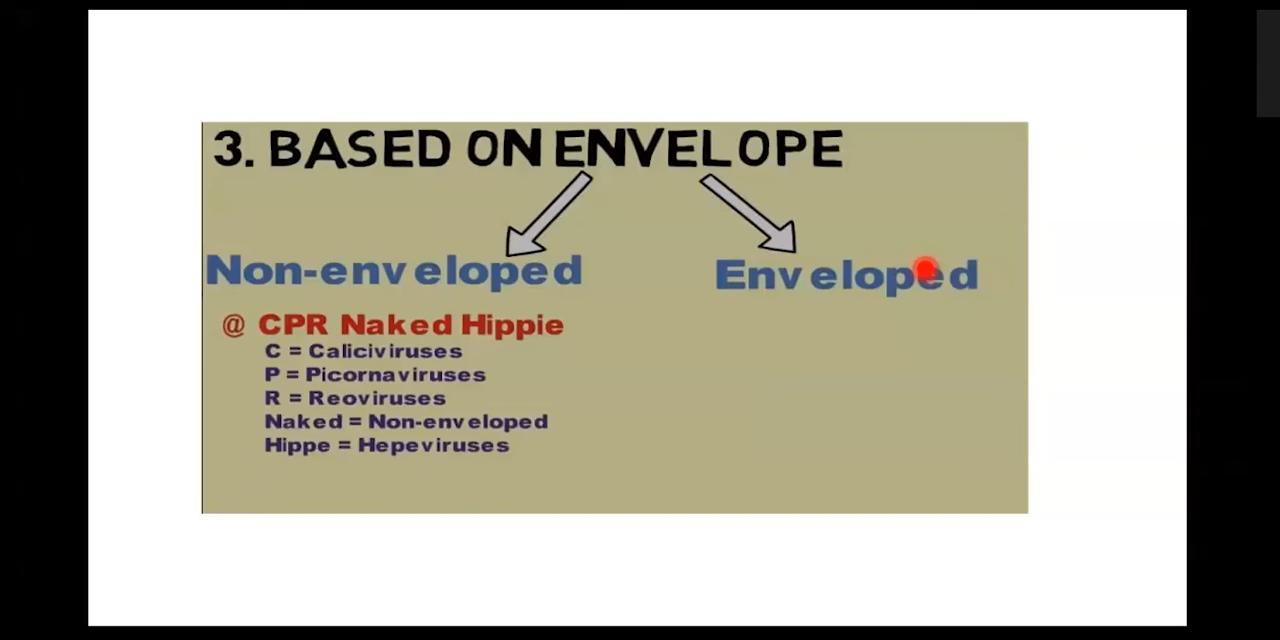 3. BASED ON ENVELOPE
Non-enveloped
Enveloped
@ CPR Naked Hippie
C = Caliciviruses
P = Picornaviruses
R = Reoviruses
Naked = Non-enveloped
Hippe = Hepeviruses